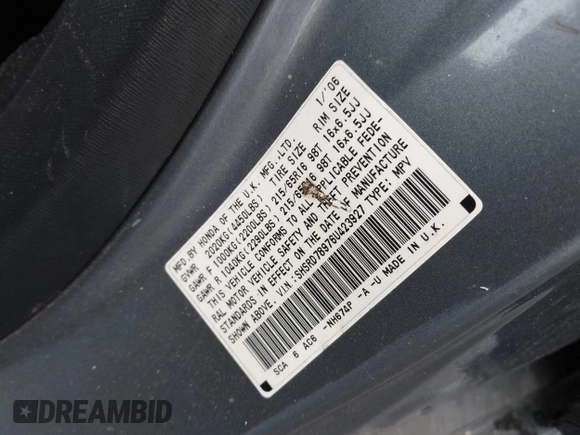 MFD.BY HONDA OF THE U.K. MFG.,LTD. 1/'06
GVWR 2020KG(4450LBS) TIRE SIZE RIM SIZE
GAWR F 1000KG(2200LBS) 215/65R16 98T 16x6.5JJ
GAWR R 1040KG(2290LBS) 215/ 16 98T 16x6.5JJ
THIS VEHICLE CONFORMS TO ALL APPLICABLE FEDE-
RAL MOTOR VEHICLE SAFETY AND THEFT PREVENTION
STANDARDS IN EFFECT ON THE DATE OF MANUFACTURE
SHOWN ABOVE. V.I.N.:SHSRD78976U423927 TYPE: MPV
SCA 6 AC6 -NH674P -A -U MADE IN U.K.
DREAMBID